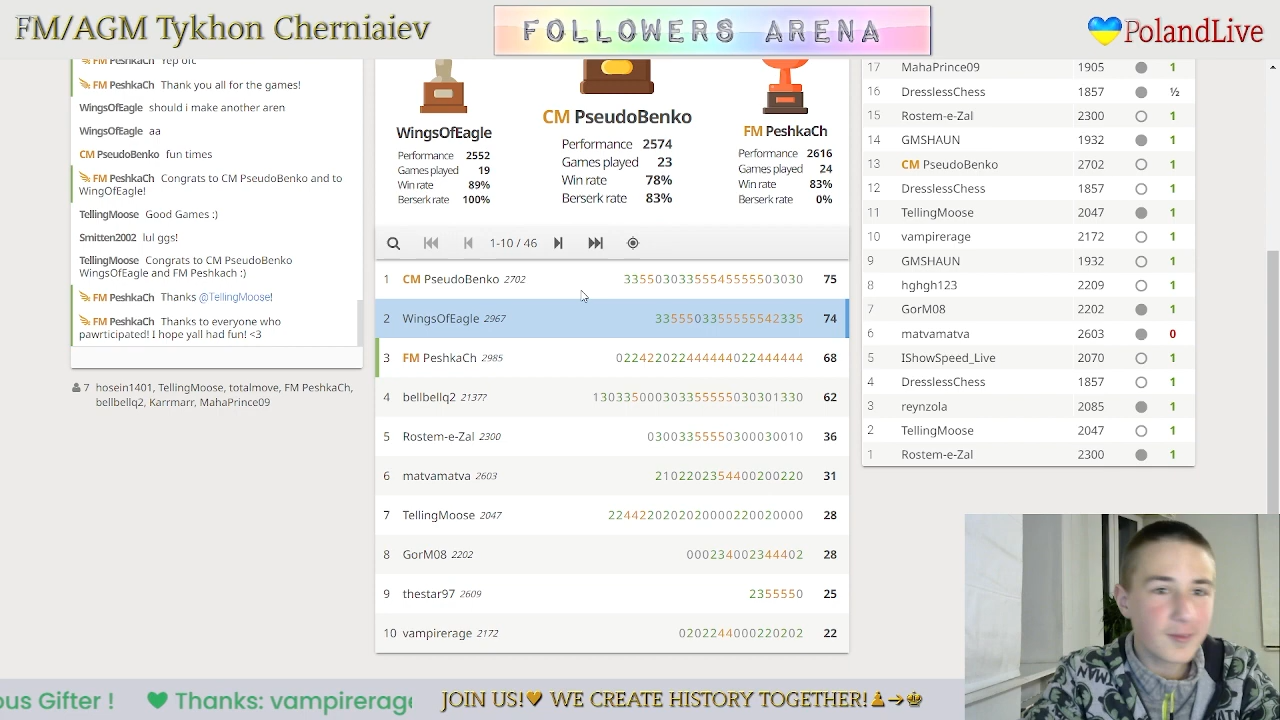 FM/AGM Tykhon Cherniaiev
FOLLOWERS ARENA
PolandLive
FM PeshkaCh Yep ofc
FM PeshkaCh Thank you all for the games!
WingsOfEagle should i make another aren
WingsOfEagle aa
CM PseudoBenko fun times
FM PeshkaCh Congrats to CM PseudoBenko and to
WingOfEagle!
TellingMoose Good Games :)
Smitten2002 lul ggs!
TellingMoose Congrats to CM PseudoBenko
WingsOfEagle and FM Peshkach :)
FM PeshkaCh Thanks @TellingMoose!
FM PeshkaCh Thanks to everyone who
pawrticipated! I hope yall had fun! <3
7 hosein1401, TellingMoose, totalmove, FM PeshkaCh,
bellbellq2, Karrmarr, MahaPrince09
WingsOfEagle
Performance 2552
Games played 19
Win rate 89%
Berserk rate 100%
CM PseudoBenko
Performance 2574
Games played 23
Win rate 78%
Berserk rate 83%
FM PeshkaCh
Performance 2616
Games played 24
Win rate 83%
Berserk rate 0%
1-10 / 46
1 CM PseudoBenko 2702 33550303355545555503030 75
2 WingsOfEagle 2967 3355503355555542335 74
3 FM PeshkaCh 2985 022422022444444022444444 68
4 bellbellq2 2137? 130335000303355555030301330 62
5 Rostem-e-Zal 2300 03003355550300030010 36
6 matvamatva 2603 2102202354400200220 31
7 TellingMoose 2047 22442202020200002200020000 28
8 GorM08 2202 000234002344402 28
9 thestar97 2609 2355550 25
10 vampirerage 2172 0202244000220202 22
17 MahaPrince09 1905 1
16 DresslessChess 1857 ½
15 Rostem-e-Zal 2300 1
14 GMSHAUN 1932 1
13 CM PseudoBenko 2702 1
12 DresslessChess 1857 1
11 TellingMoose 2047 1
10 vampirerage 2172 1
9 GMSHAUN 1932 1
8 hghgh123 2209 1
7 GorM08 2202 1
6 matvamatva 2603 0
5 IShowSpeed_Live 2070 1
4 DresslessChess 1857 1
3 reynzola 2085 1
2 TellingMoose 2047 1
1 Rostem-e-Zal 2300 1
ous Gifter ! Thanks: vampirerage
JOIN US! WE CREATE HISTORY TOGETHER!